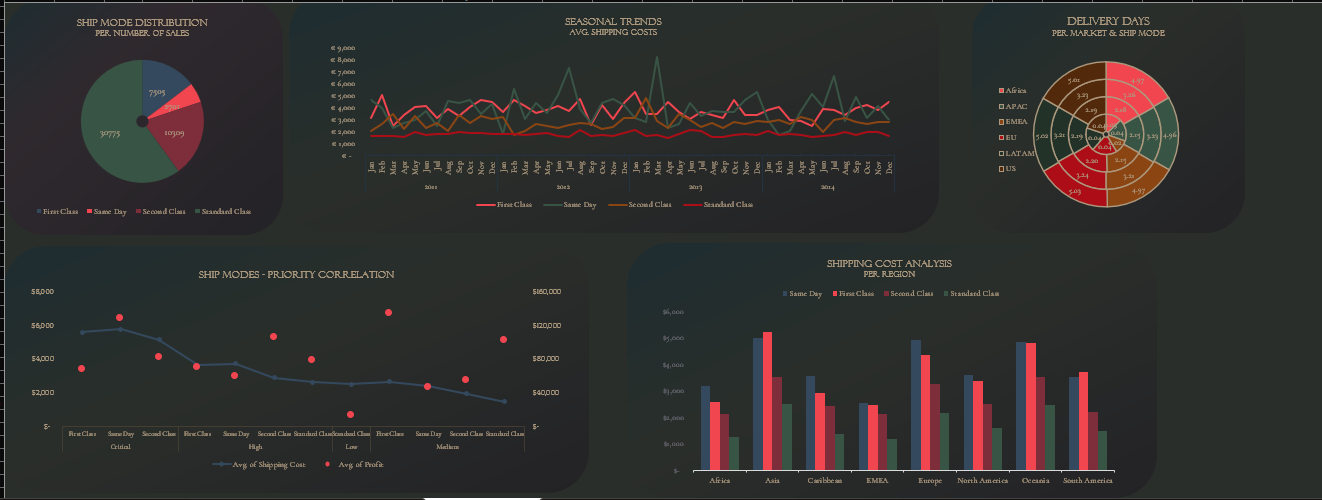 SHIP MODE DISTRIBUTION
PER NUMBER OF SALES
7505
2701
10309
30775
First Class Same Day Second Class Standard Class
SEASONAL TRENDS
AVG. SHIPPING COSTS
€ 9,000
€ 8,000
€ 7,000
€ 6,000
€ 5,000
€ 4,000
€ 3,000
€ 2,000
€ 1,000
€ -
Jan Feb Mar Apr May Jun Jul Aug Sep Oct Nov Dec Jan Feb Mar Apr May Jun Jul Aug Sep Oct Nov Dec Jan Feb Mar Apr May Jun Jul Aug Sep Oct Nov Dec Jan Feb Mar Apr May Jun Jul Aug Sep Oct Nov Dec
2011 2012 2013 2014
First Class Same Day Second Class Standard Class
DELIVERY DAYS
PER MARKET & SHIP MODE
Africa
APAC
EMEA
EU
LATAM
US
5.02 4.97
3.23 3.26
2.19 2.18
5.02 3.21 2.19 0.04 0.04 2.15 3.23 4.96
2.20 2.15
3.24 3.21
5.03 4.97
SHIP MODES - PRIORITY CORRELATION
$8,000 $160,000
$6,000 $120,000
$4,000 $80,000
$2,000 $40,000
$- $-
First Class Same Day Second Class First Class Same Day Second Class Standard Class Standard Class First Class Same Day Second Class Standard Class
Critical High Low Medium
Avg. of Shipping Cost Avg. of Profit
SHIPPING COST ANALYSIS
PER REGION
Same Day First Class Second Class Standard Class
$6,000
$5,000
$4,000
$3,000
$2,000
$1,000
$-
Africa Asia Caribbean EMEA Europe North America Oceania South America